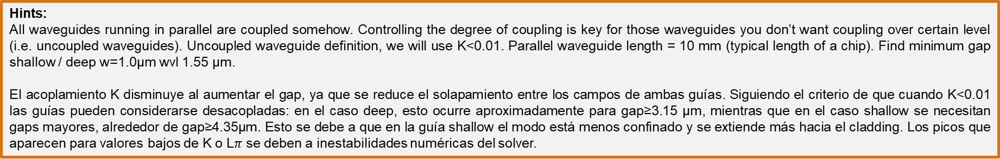 Hints:
All waveguides running in parallel are coupled somehow. Controlling the degree of coupling is key for those waveguides you don’t want coupling over certain level
(i.e. uncoupled waveguides). Uncoupled waveguide definition, we will use K<0.01. Parallel waveguide length = 10 mm (typical length of a chip). Find minimum gap
shallow / deep w=1.0μm wvl 1.55 μm.
El acoplamiento K disminuye al aumentar el gap, ya que se reduce el solapamiento entre los campos de ambas guías. Siguiendo el criterio de que cuando K<0.01
las guías pueden considerarse desacopladas: en el caso deep, esto ocurre aproximadamente para gap≥3.15 μm, mientras que en el caso shallow se necesitan
gaps mayores, alrededor de gap≥4.35μm. Esto se debe a que en la guía shallow el modo está menos confinado y se extiende más hacia el cladding. Los picos que
aparecen para valores bajos de K o L𝜋 se deben a inestabilidades numéricas del solver.